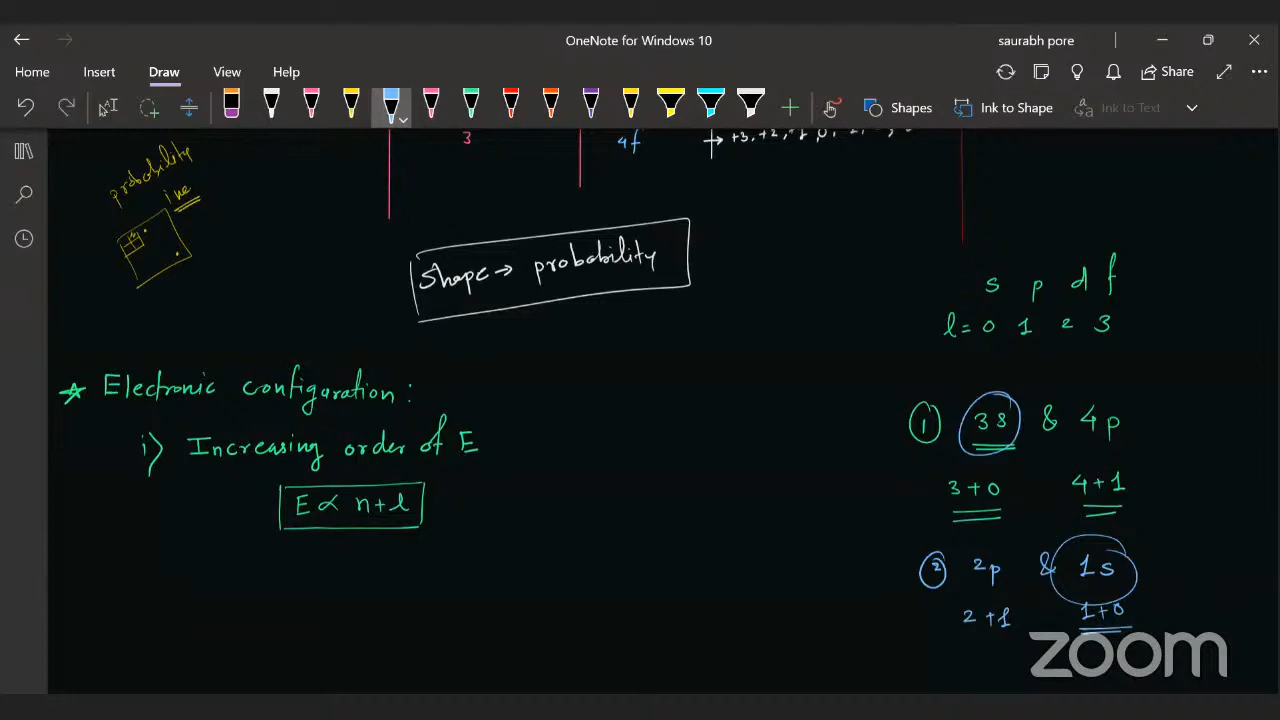 OneNote for Windows 10
saurabh pore
Home Insert Draw View Help
Share
Shapes Ink to Shape Ink to Text
3
4f
probability
ine
Shape → probability
s p d f
l = 0 1 2 3
★ Electronic configuration:
i) Increasing order of E
E ∝ n+l
① 3s & 4p
3+0 4+1
② 2p & 1s
2+1 1+0
zoom